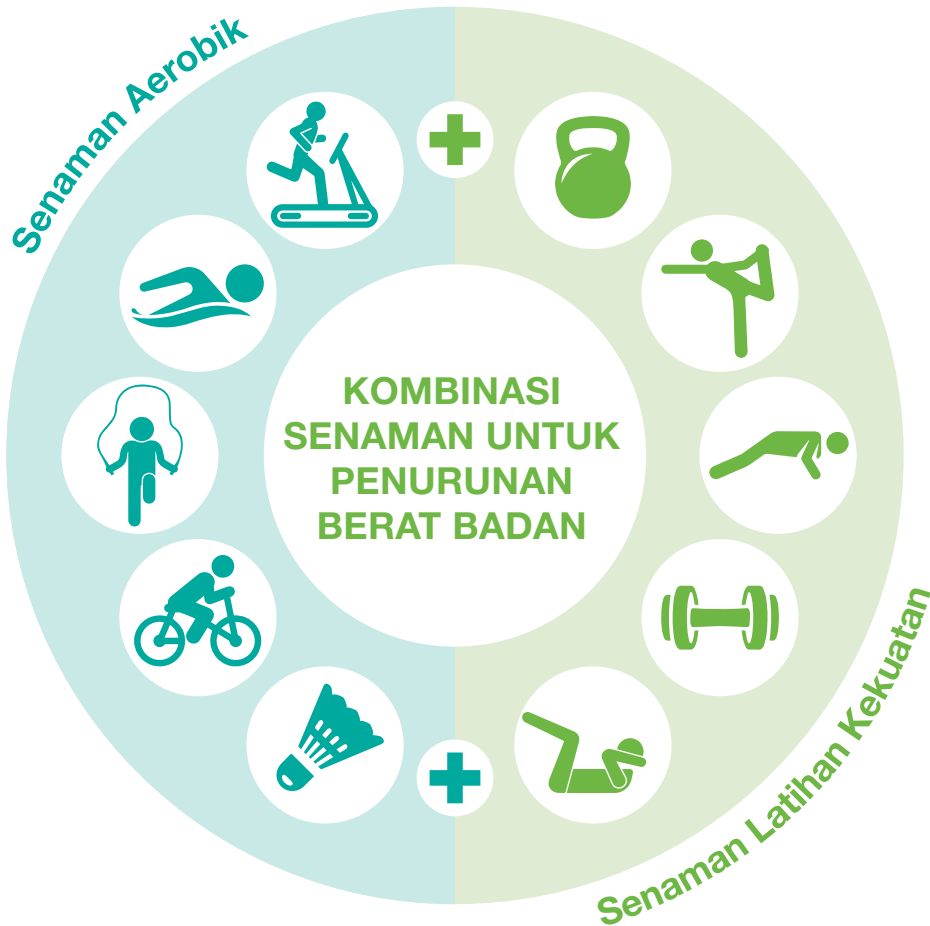 Senaman Aerobik
KOMBINASI
SENAMAN UNTUK
PENURUNAN
BERAT BADAN
Senaman Latihan Kekuatan